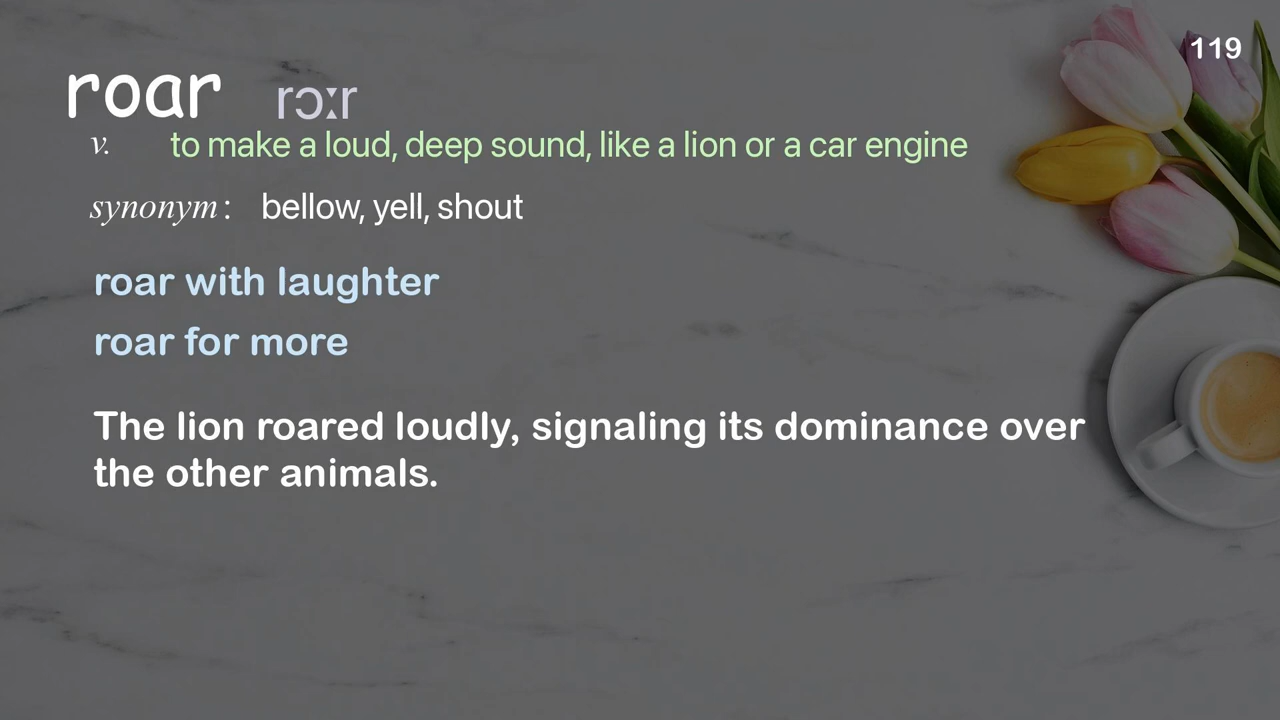 119
roar rɔːr
v. to make a loud, deep sound, like a lion or a car engine
synonym: bellow, yell, shout
roar with laughter
roar for more
The lion roared loudly, signaling its dominance over
the other animals.